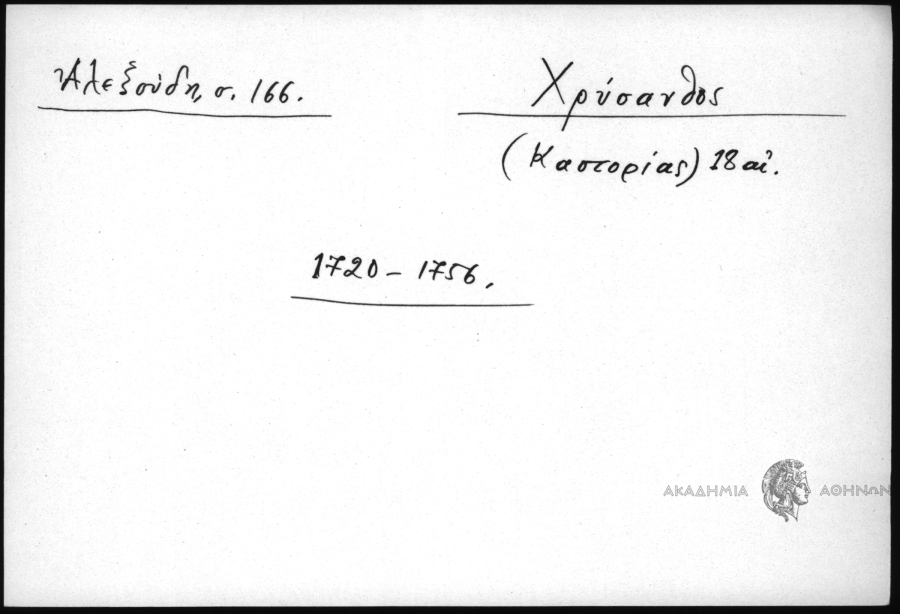 Ἀλεξούδη, σ. 166.
Χρύσανθος
(Καστορίας) 18 αἰ.
1720 – 1756.
ΑΚΑΔΗΜΙΑ ΑΘΗΝΩΝ